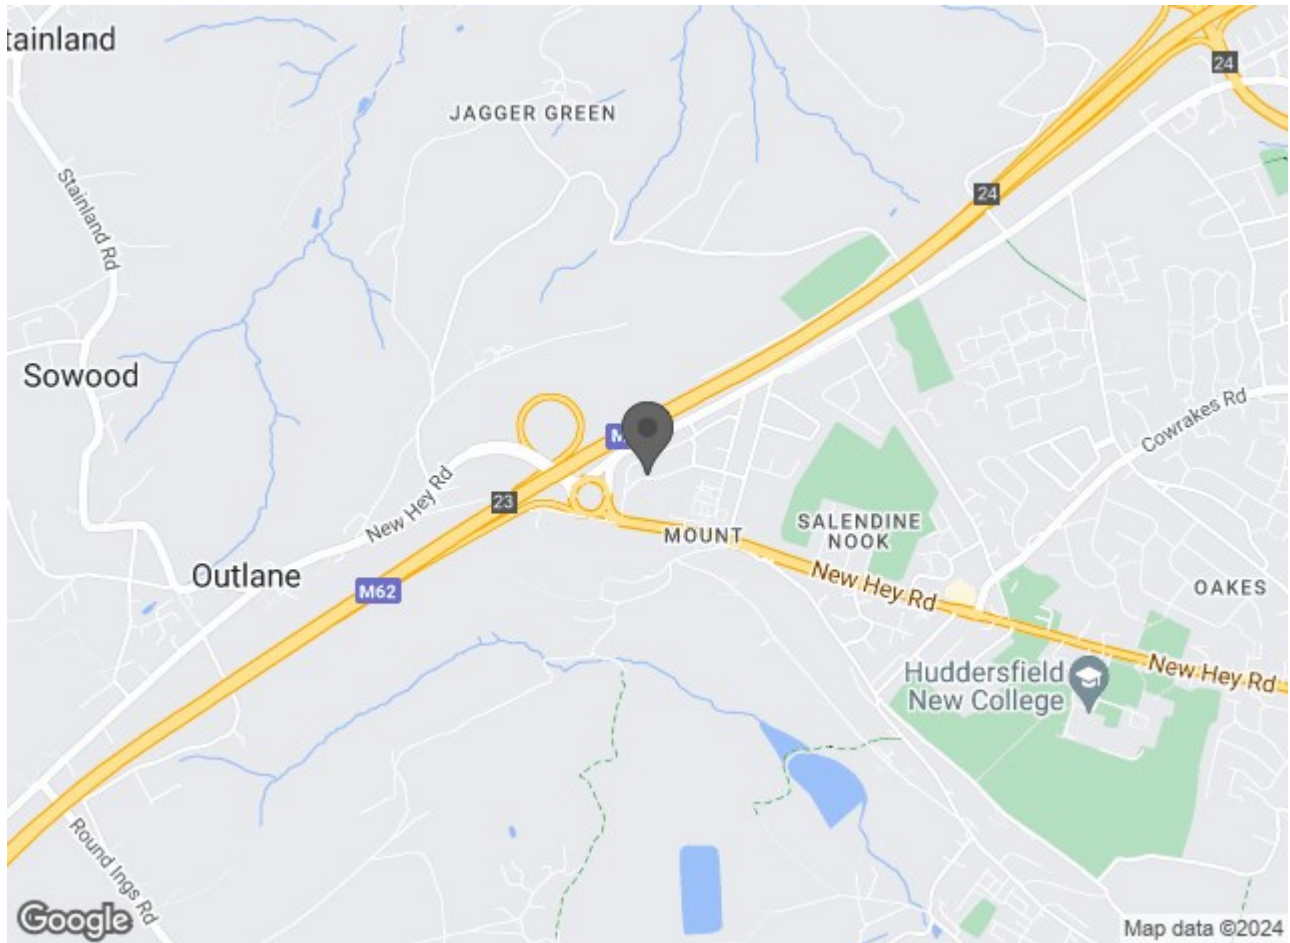 tainland
24
JAGGER GREEN
24
Stainland Rd
Sowood
Cowrakes Rd
New Hey Rd
23
SALENDINE
NOOK
MOUNT
Outlane
M62
New Hey Rd
OAKES
Huddersfield
New College
New Hey Rd
Round Ings Rd
Google
Map data ©2024